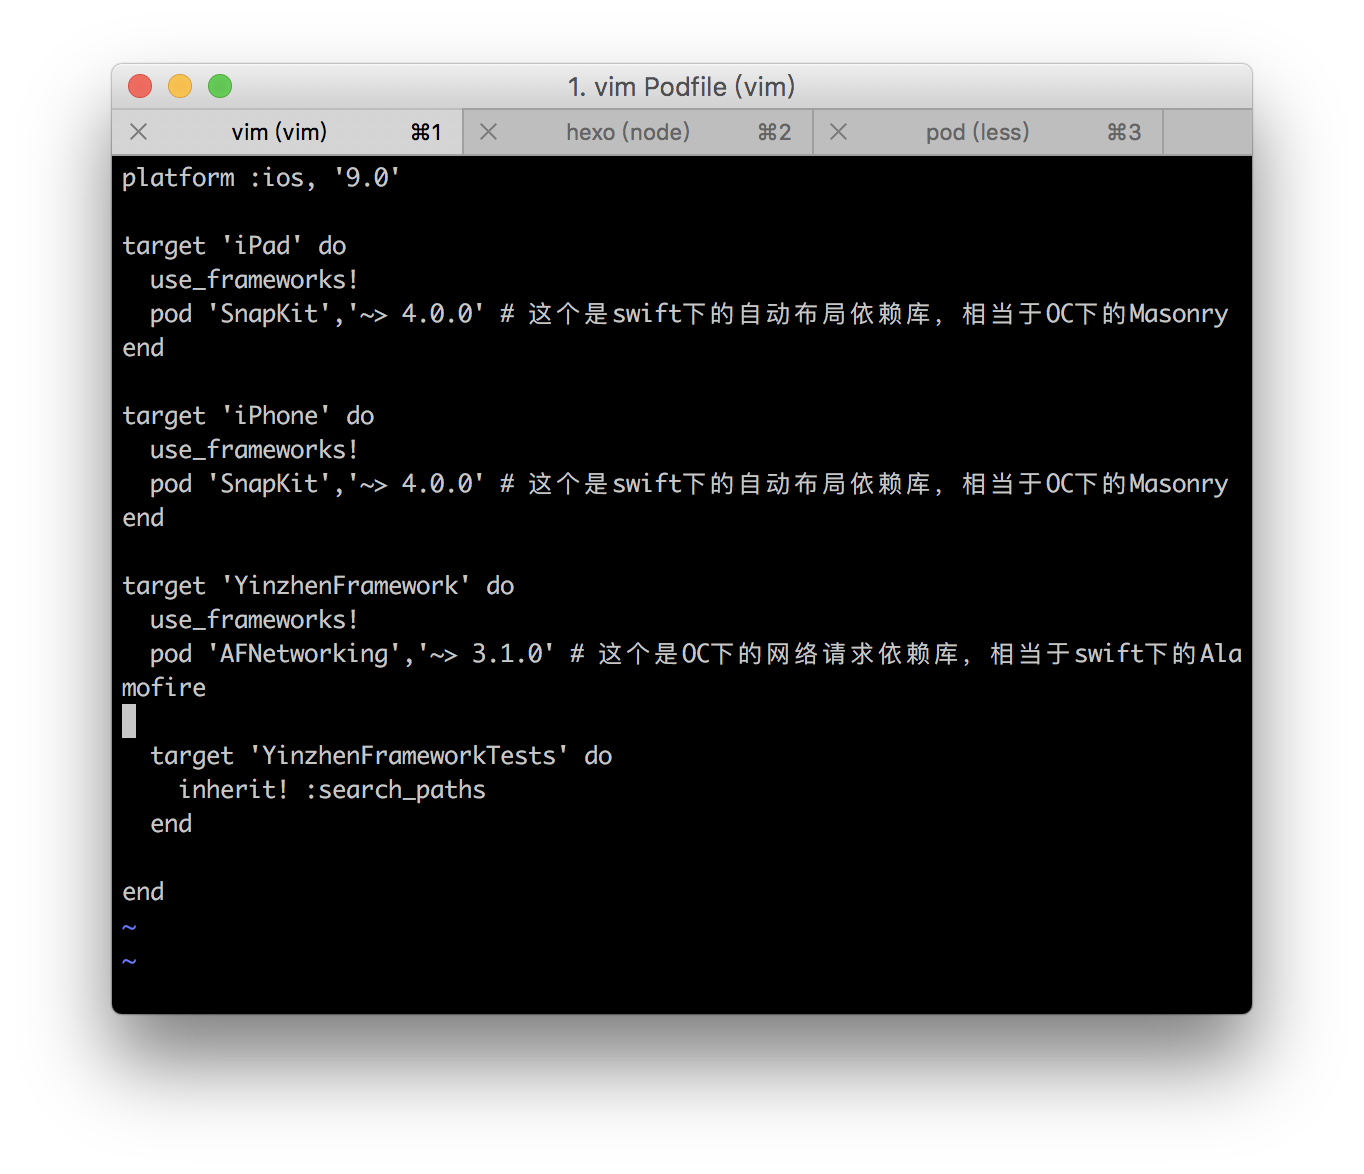 1. vim Podfile (vim)
vim (vim) ⌘1 hexo (node) ⌘2 pod (less) ⌘3
platform :ios, '9.0'
target 'iPad' do
use_frameworks!
pod 'SnapKit','~> 4.0.0' # 这个是swift下的自动布局依赖库，相当于OC下的Masonry
end
target 'iPhone' do
use_frameworks!
pod 'SnapKit','~> 4.0.0' # 这个是swift下的自动布局依赖库，相当于OC下的Masonry
end
target 'YinzhenFramework' do
use_frameworks!
pod 'AFNetworking','~> 3.1.0' # 这个是OC下的网络请求依赖库，相当于swift下的Ala
mofire
target 'YinzhenFrameworkTests' do
inherit! :search_paths
end
end
~
~